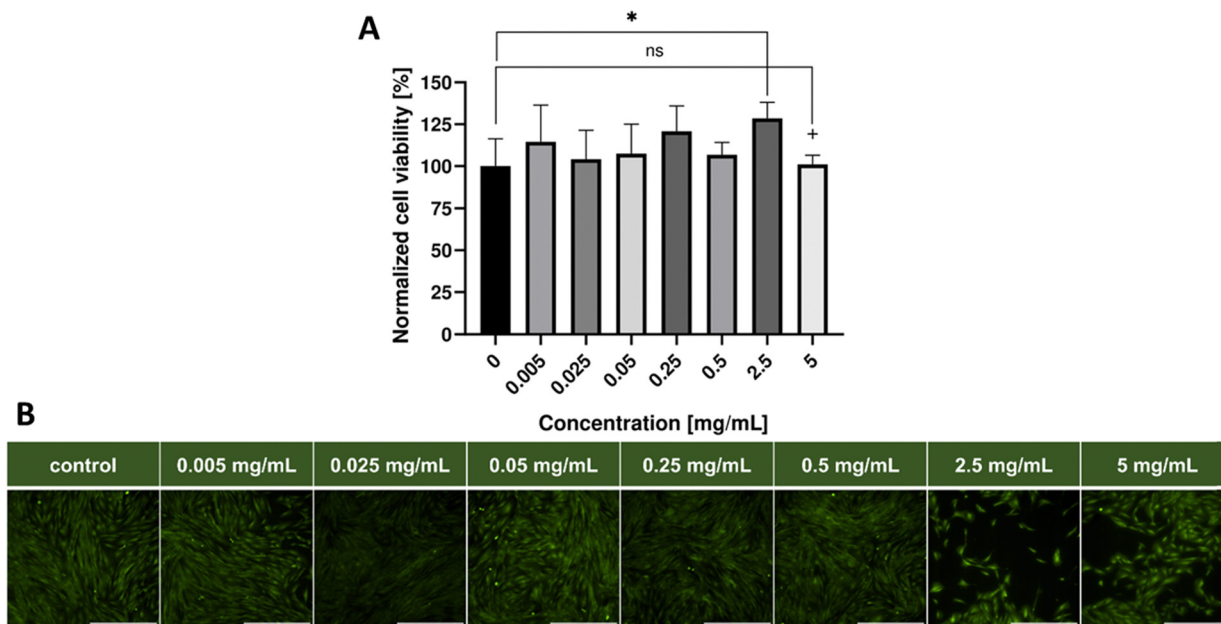 A
*
ns
Normalized cell viability [%]
150
125
100
75
50
25
0
+
0 0.005 0.025 0.05 0.25 0.5 2.5 5
Concentration [mg/mL]
B
control 0.005 mg/mL 0.025 mg/mL 0.05 mg/mL 0.25 mg/mL 0.5 mg/mL 2.5 mg/mL 5 mg/mL